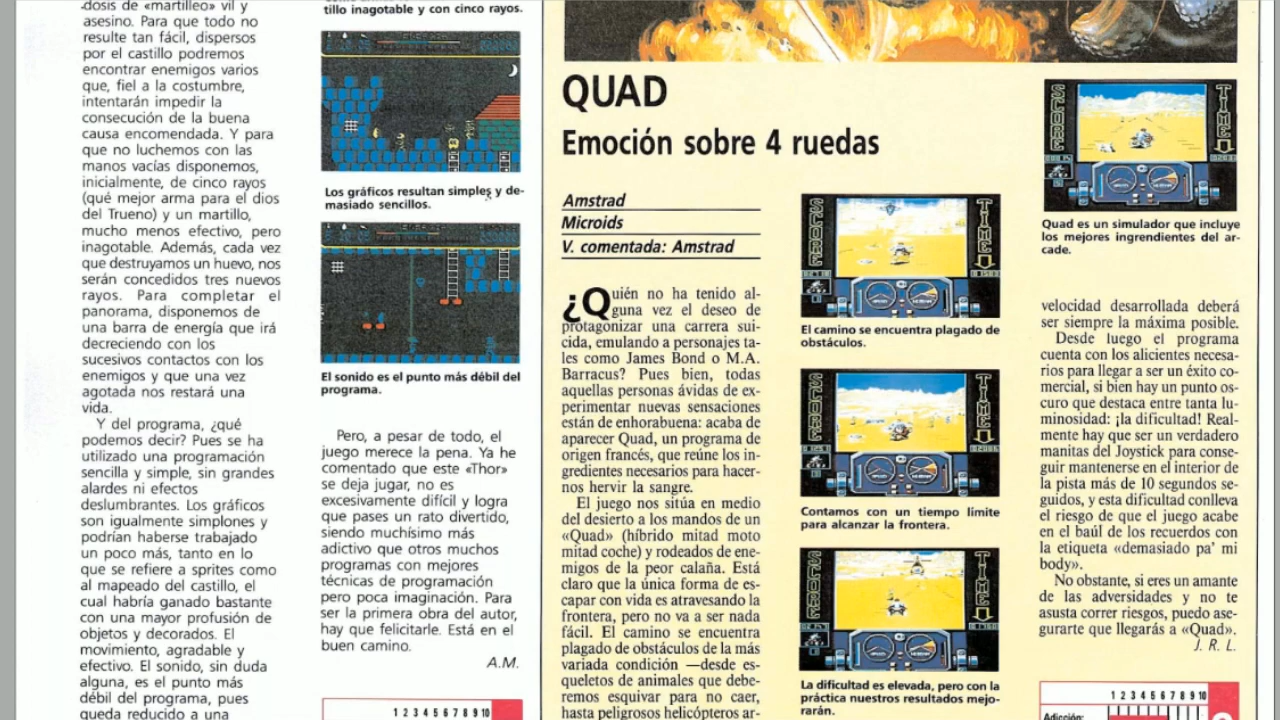 dosis de «martilleo» vil y
asesino. Para que todo no
resulte tan fácil, dispersos
por el castillo podremos
encontrar enemigos varios
que, fiel a la costumbre,
intentarán impedir la
consecución de la buena
causa encomendada. Y para
que no luchemos con las
manos vacías disponemos,
inicialmente, de cinco rayos
(qué mejor arma para el dios
del Trueno) y un martillo,
mucho menos efectivo, pero
inagotable. Además, cada vez
que destruyamos un huevo, nos
serán concedidos tres nuevos
rayos. Para completar el
panorama, disponemos de
una barra de energía que irá
decreciendo con los
sucesivos contactos con los
enemigos y que una vez
agotada nos restará una
vida.
Y del programa, ¿qué
podemos decir? Pues se ha
utilizado una programación
sencilla y simple, sin grandes
alardes ni efectos
deslumbrantes. Los gráficos
son igualmente simplones y
podrían haberse trabajado
un poco más, tanto en lo
que se refiere a sprites como
al mapeado del castillo, el
cual habría ganado bastante
con una mayor profusión de
objetos y decorados. El
movimiento, agradable y
efectivo. El sonido, sin duda
alguna, es el punto más
débil del programa, pues
queda reducido a una
tillo inagotable y con cinco rayos.
Los gráficos resultan simples y de-
masiado sencillos.
El sonido es el punto más débil del
programa.
Pero, a pesar de todo, el
juego merece la pena. Ya he
comentado que este «Thor»
se deja jugar, no es
excesivamente difícil y logra
que pases un rato divertido,
siendo muchísimo más
adictivo que otros muchos
programas con mejores
técnicas de programación
pero poca imaginación. Para
ser la primera obra del autor,
hay que felicitarle. Está en el
buen camino.
A.M.
1 2 3 4 5 6 7 8 9 10
QUAD
Emoción sobre 4 ruedas
Amstrad
Microids
V. comentada: Amstrad
¿Quién no ha tenido al-
guna vez el deseo de
protagonizar una carrera sui-
cida, emulando a personajes ta-
les como James Bond o M.A.
Barracus? Pues bien, todas
aquellas personas ávidas de ex-
perimentar nuevas sensaciones
están de enhorabuena: acaba de
aparecer Quad, un programa de
origen francés, que reúne los in-
gredientes necesarios para hacer-
nos hervir la sangre.
El juego nos sitúa en medio
del desierto a los mandos de un
«Quad» (híbrido mitad moto
mitad coche) y rodeados de ene-
migos de la peor calaña. Está
claro que la única forma de es-
capar con vida es atravesando la
frontera, pero no va a ser nada
fácil. El camino se encuentra
plagado de obstáculos de la más
variada condición —desde es-
queletos de animales que debe-
remos esquivar para no caer,
hasta peligrosos helicópteros ar-
SCORE
TIME
El camino se encuentra plagado de
obstáculos.
SCORE
TIME
Contamos con un tiempo límite
para alcanzar la frontera.
SCORE
TIME
La dificultad es elevada, pero con la
práctica nuestros resultados mejo-
rarán.
SCORE
TIME
Quad es un simulador que incluye
los mejores ingrendientes del ar-
cade.
velocidad desarrollada deberá
ser siempre la máxima posible.
Desde luego el programa
cuenta con los alicientes necesa-
rios para llegar a ser un éxito co-
mercial, si bien hay un punto os-
curo que destaca entre tanta lu-
minosidad: ¡la dificultad! Real-
mente hay que ser un verdadero
manitas del Joystick para conse-
guir mantenerse en el interior de
la pista más de 10 segundos se-
guidos, y esta dificultad conlleva
el riesgo de que el juego acabe
en el baúl de los recuerdos con
la etiqueta «demasiado pa' mi
body».
No obstante, si eres un amante
de las adversidades y no te
asusta correr riesgos, puedo ase-
gurarte que llegarás a «Quad».
J. R. L.
1 2 3 4 5 6 7 8 9 10
Adicción: